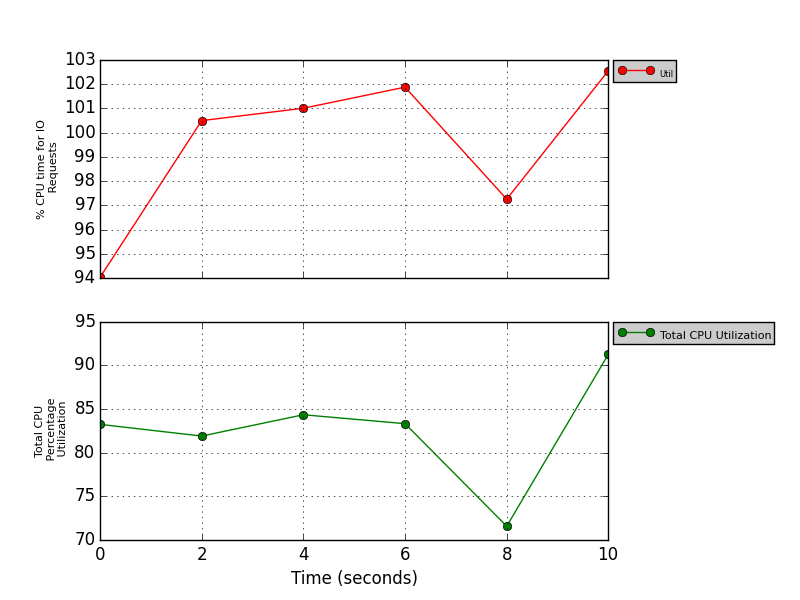 103
102
101
100
99
98
97
96
95
94
% CPU time for IO
Requests
Util
95
90
85
80
75
70
Total CPU
Percentage
Utilization
Total CPU Utilization
0 2 4 6 8 10
Time (seconds)